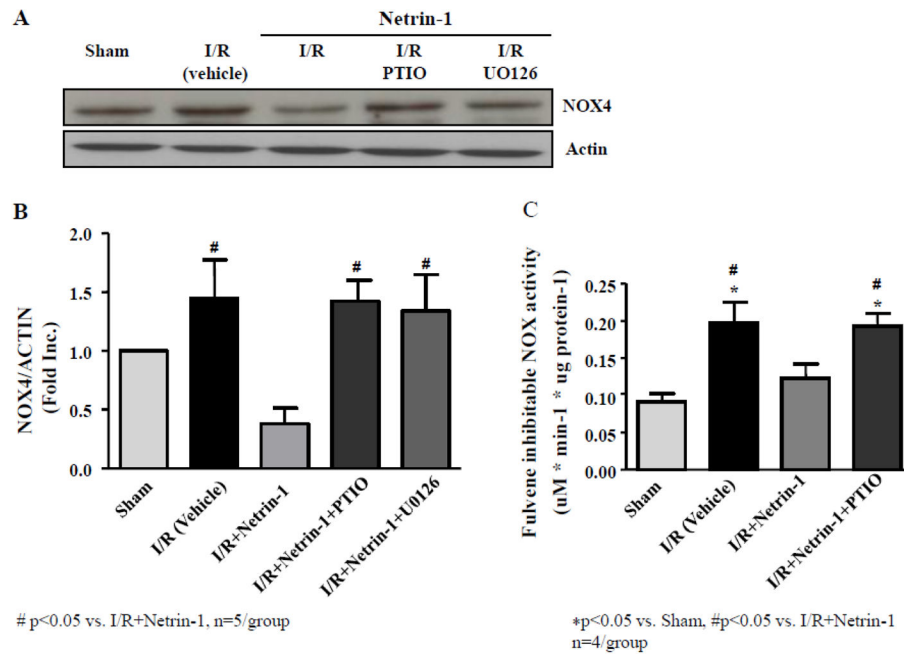 A
Netrin-1
Sham
I/R
(vehicle)
I/R
I/R
PTIO
I/R
UO126
NOX4
Actin
B
NOX4/ACTIN
(Fold Inc.)
2.0
1.5
1.0
0.5
0.0
#
#
#
Sham
I/R (Vehicle)
I/R+Netrin-1
I/R+Netrin-1+PTIO
I/R+Netrin-1+U0126
# p<0.05 vs. I/R+Netrin-1, n=5/group
C
Fulvene inhibitable NOX activity
(uM * min-1 * ug protein-1)
0.25
0.20
0.15
0.10
0.05
0.00
#
*
#
*
Sham
I/R (Vehicle)
I/R+Netrin-1
I/R+Netrin-1+PTIO
*p<0.05 vs. Sham, #p<0.05 vs. I/R+Netrin-1
n=4/group